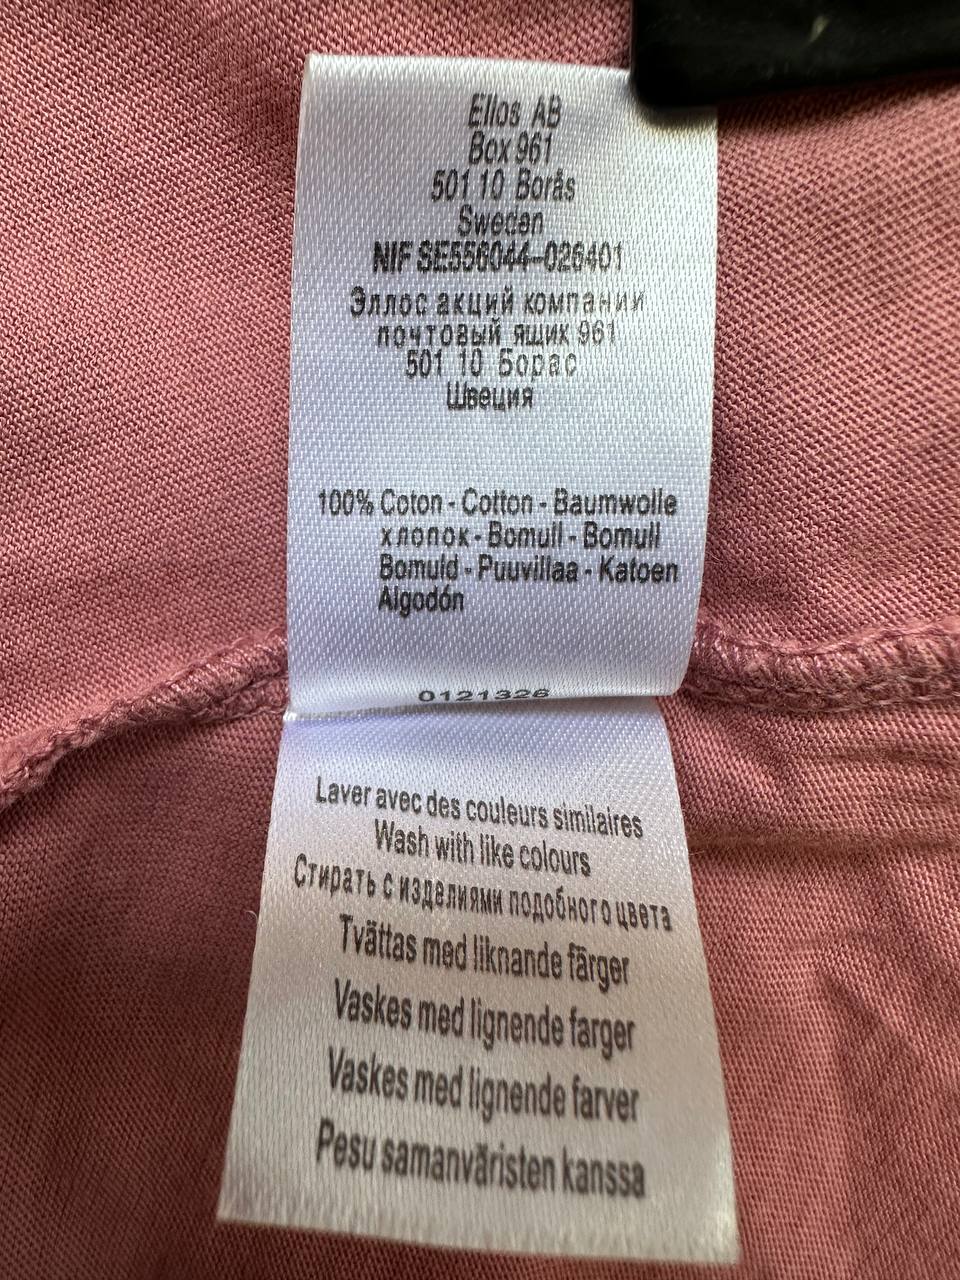 Ellos AB
Box 961
501 10 Borås
Sweden
NIF SE556044-026401
Эллос акций компании
почтовый ящик 961
501 10 Борас
Швеция
100% Coton - Cotton - Baumwolle
хлопок - Bomull - Bomull
Bomuld - Puuvillaa - Katoen
Algodón
0121326
Laver avec des couleurs similaires
Wash with like colours
Стирать с изделиями подобного цвета
Tvättas med liknande färger
Vaskes med lignende farger
Vaskes med lignende farver
Pesu samanväristen kanssa